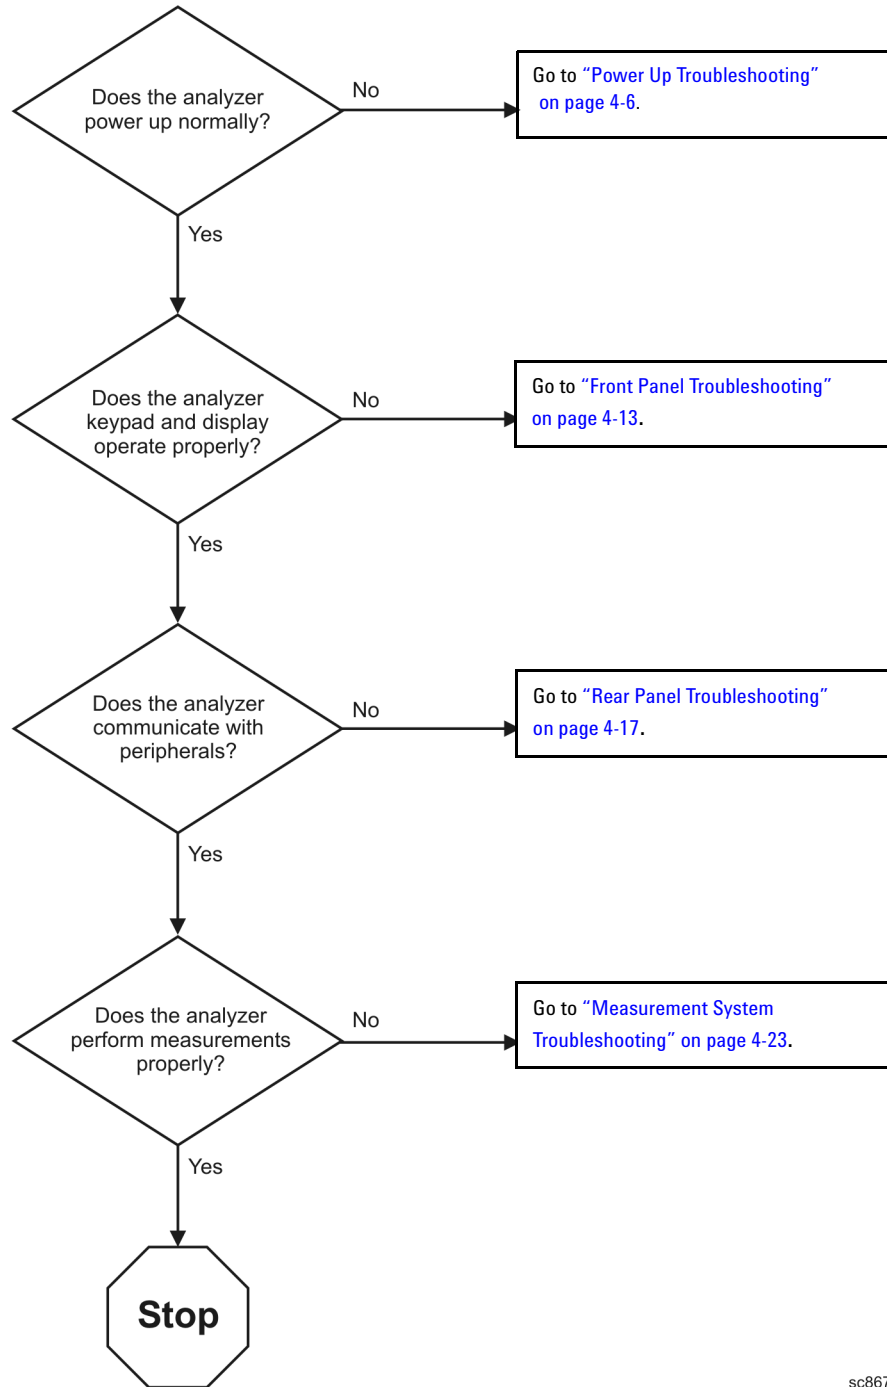 Does the analyzer
power up normally?
No
Go to “Power Up Troubleshooting”
on page 4-6.
Yes
Does the analyzer
keypad and display
operate properly?
No
Go to “Front Panel Troubleshooting”
on page 4-13.
Yes
Does the analyzer
communicate with
peripherals?
No
Go to “Rear Panel Troubleshooting”
on page 4-17.
Yes
Does the analyzer
perform measurements
properly?
No
Go to “Measurement System
Troubleshooting” on page 4-23.
Yes
Stop
sc867